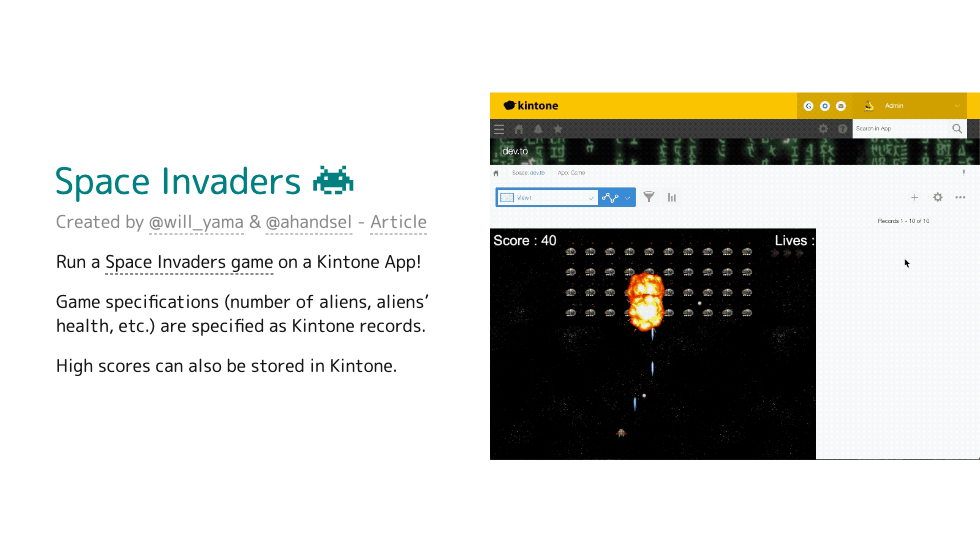 Space Invaders
Created by @will_yama & @ahandsel - Article
Run a Space Invaders game on a Kintone App!
Game specifications (number of aliens, aliens’
health, etc.) are specified as Kintone records.
High scores can also be stored in Kintone.
kintone
Admin
Search in App
dev.to
Space: dev.to App: Game
View1
Records 1 - 10 of 10
Score : 40 Lives :